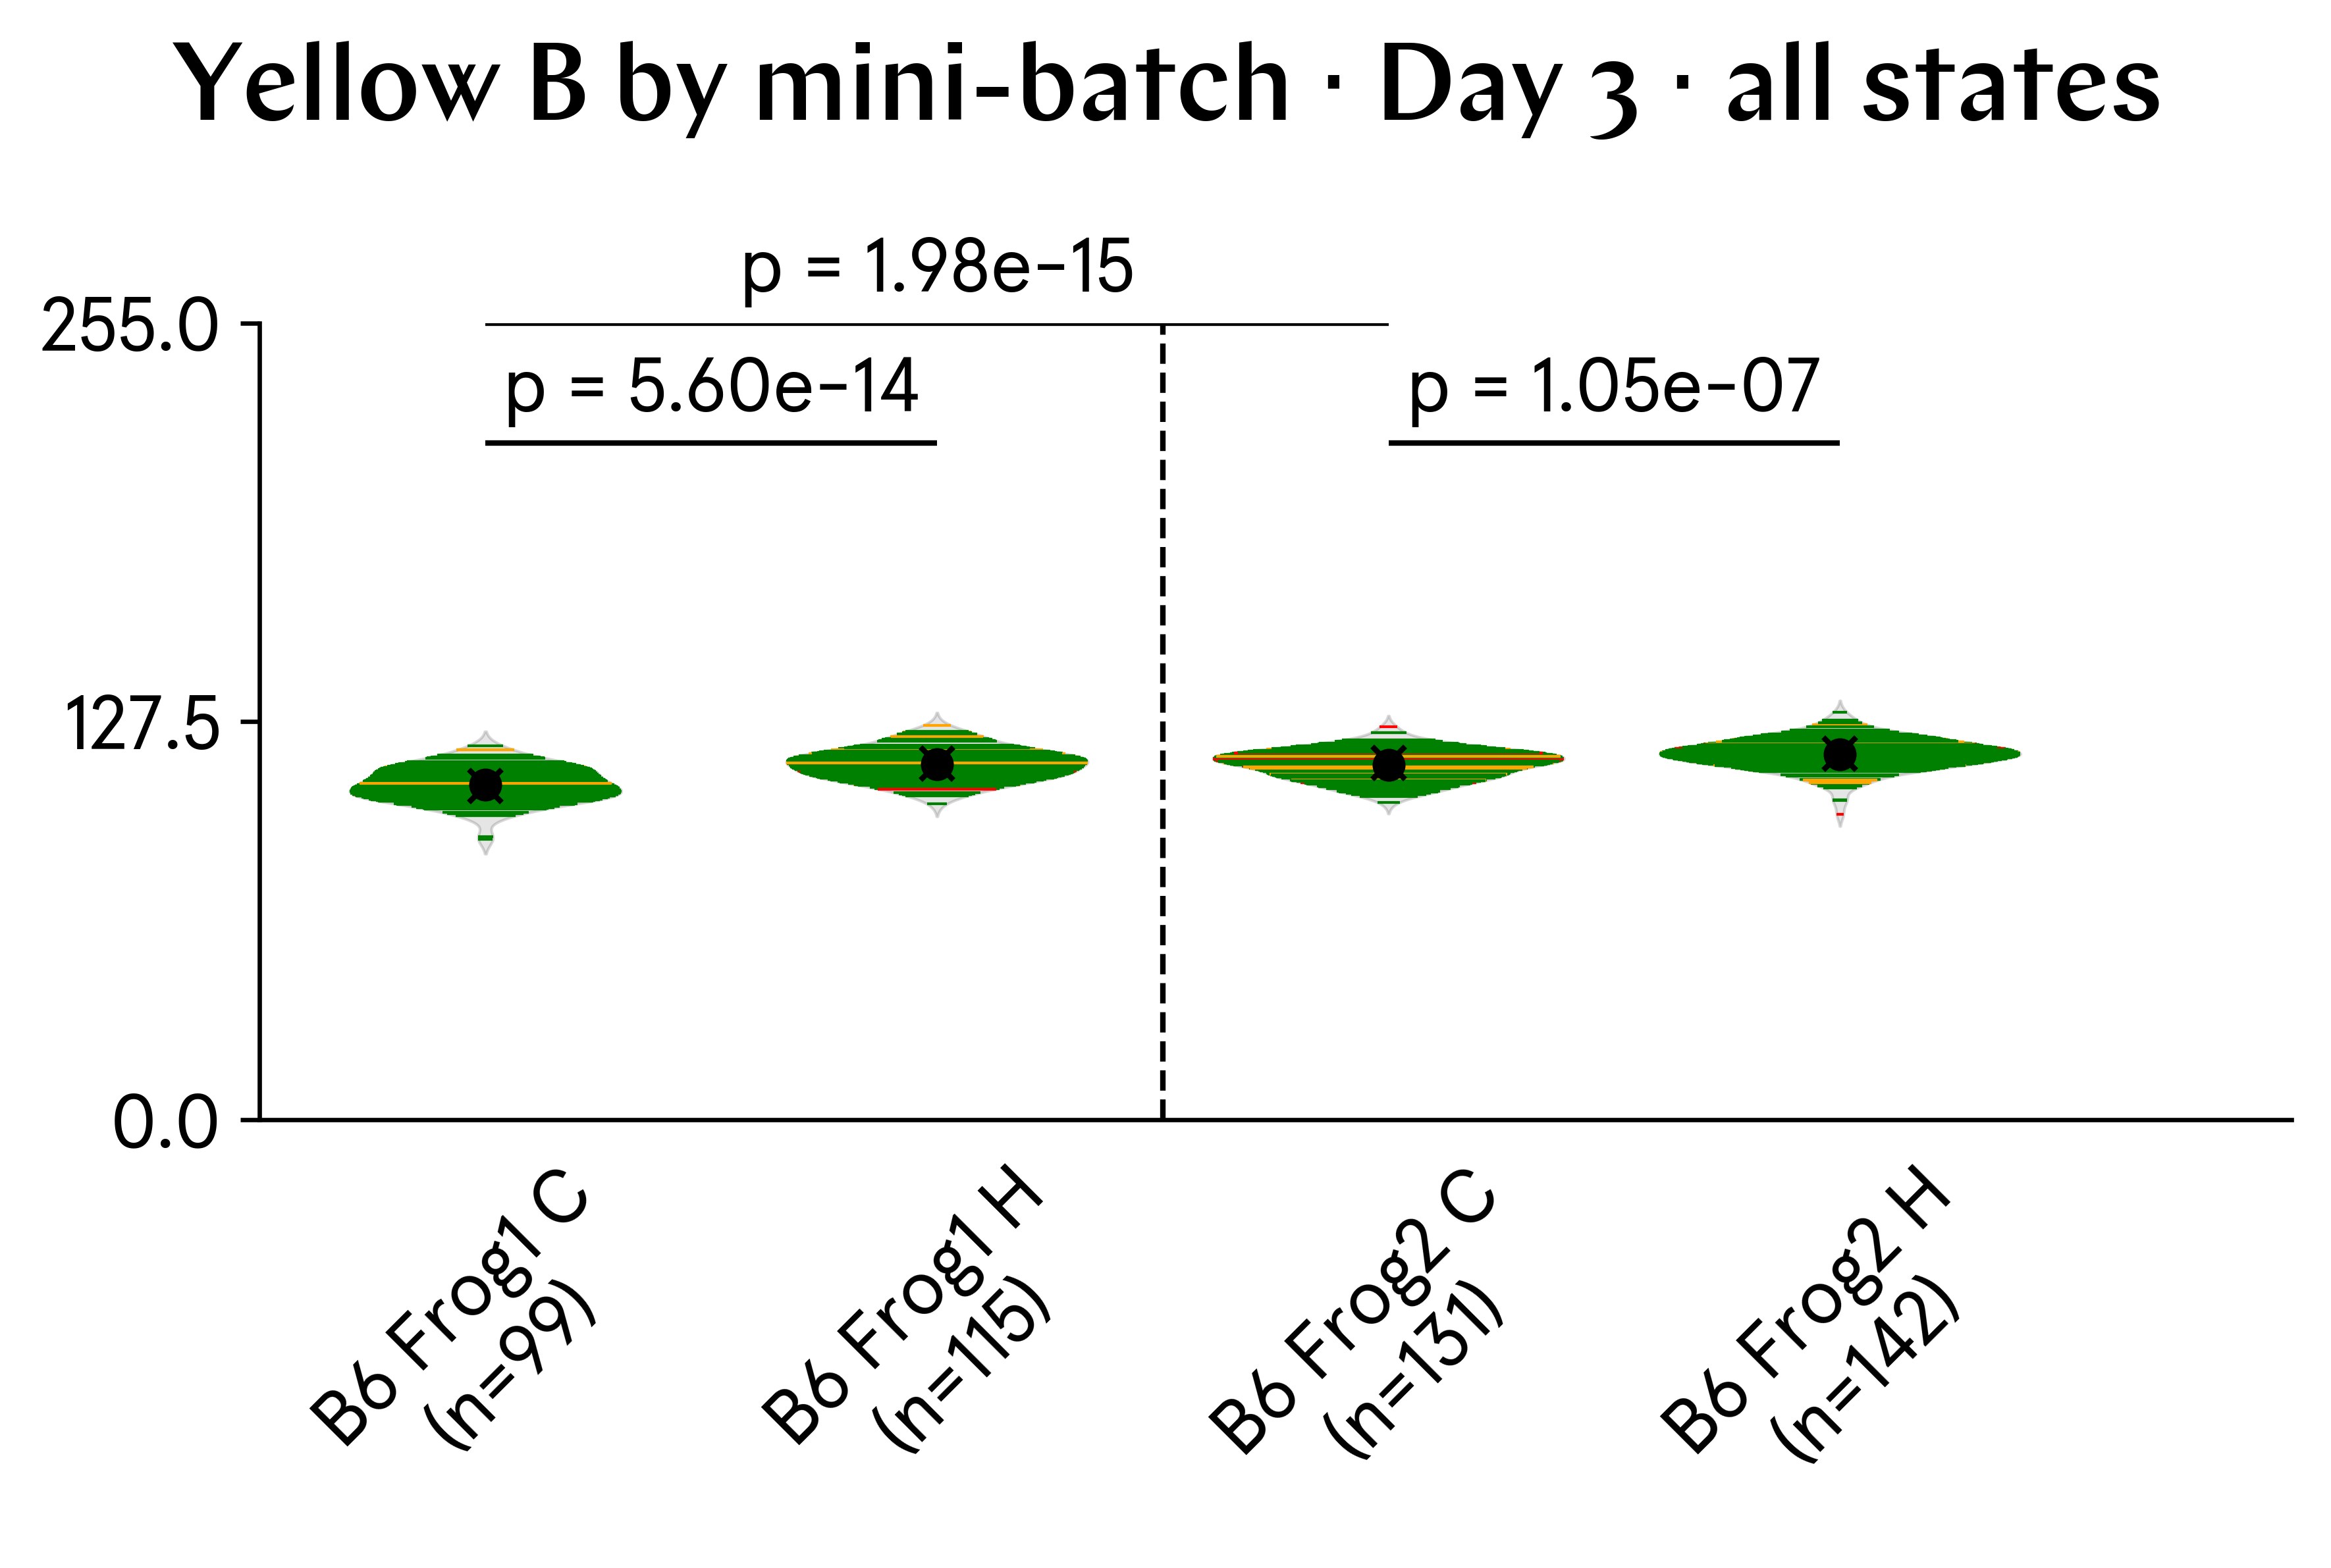 Yellow B by mini-batch · Day 3 · all states
p = 1.98e-15
255.0
p = 5.60e-14
p = 1.05e-07
127.5
0.0
B6 Frog1 C
(n=99)
B6 Frog1 H
(n=115)
B6 Frog2 C
(n=131)
B6 Frog2 H
(n=142)